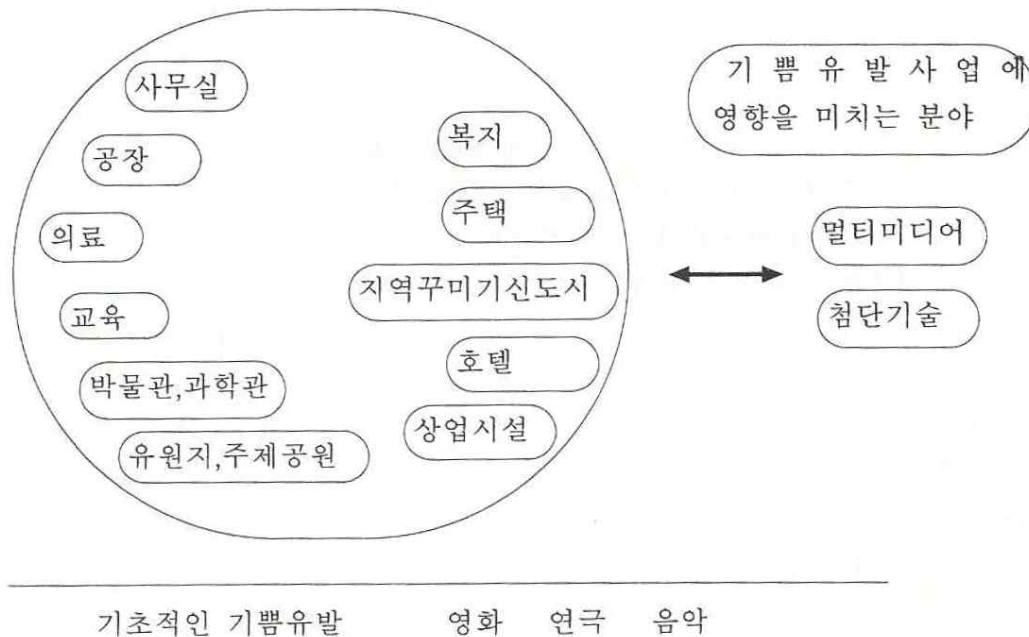 사무실
공장
의료
교육
박물관,과학관
유원지,주제공원
복지
주택
지역꾸미기신도시
호텔
상업시설
기 쁨 유 발 사 업 에
영향을 미치는 분야
멀티미디어
첨단기술
기초적인 기쁨유발 영화 연극 음악